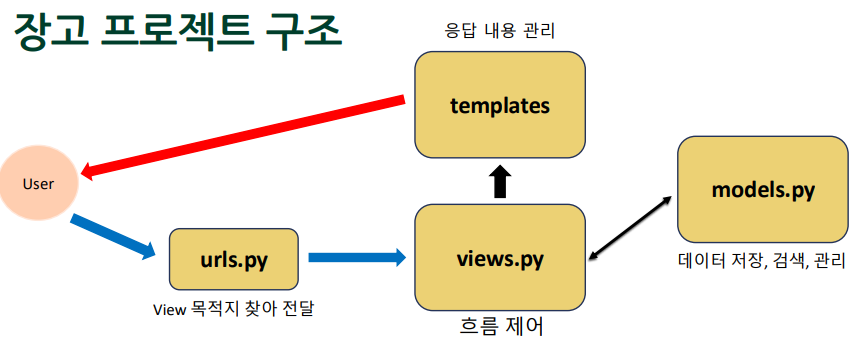 장고 프로젝트 구조
응답 내용 관리
templates
User
models.py
urls.py
views.py
데이터 저장, 검색, 관리
View 목적지 찾아 전달
흐름 제어